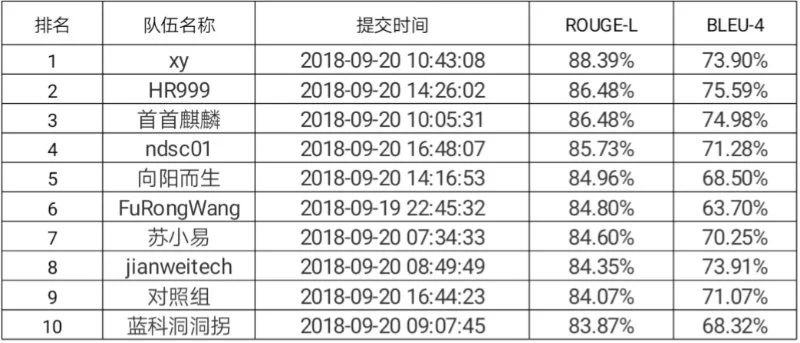 排名 队伍名称 提交时间 ROUGE-L BLEU-4
1 xy 2018-09-20 10:43:08 88.39% 73.90%
2 HR999 2018-09-20 14:26:02 86.48% 75.59%
3 首首麒麟 2018-09-20 10:05:31 86.48% 74.98%
4 ndsc01 2018-09-20 16:48:07 85.73% 71.28%
5 向阳而生 2018-09-20 14:16:53 84.96% 68.50%
6 FuRongWang 2018-09-19 22:45:32 84.80% 63.70%
7 苏小易 2018-09-20 07:34:33 84.60% 70.25%
8 jianweitech 2018-09-20 08:49:49 84.35% 73.91%
9 对照组 2018-09-20 16:44:23 84.07% 71.07%
10 蓝科洞洞拐 2018-09-20 09:07:45 83.87% 68.32%